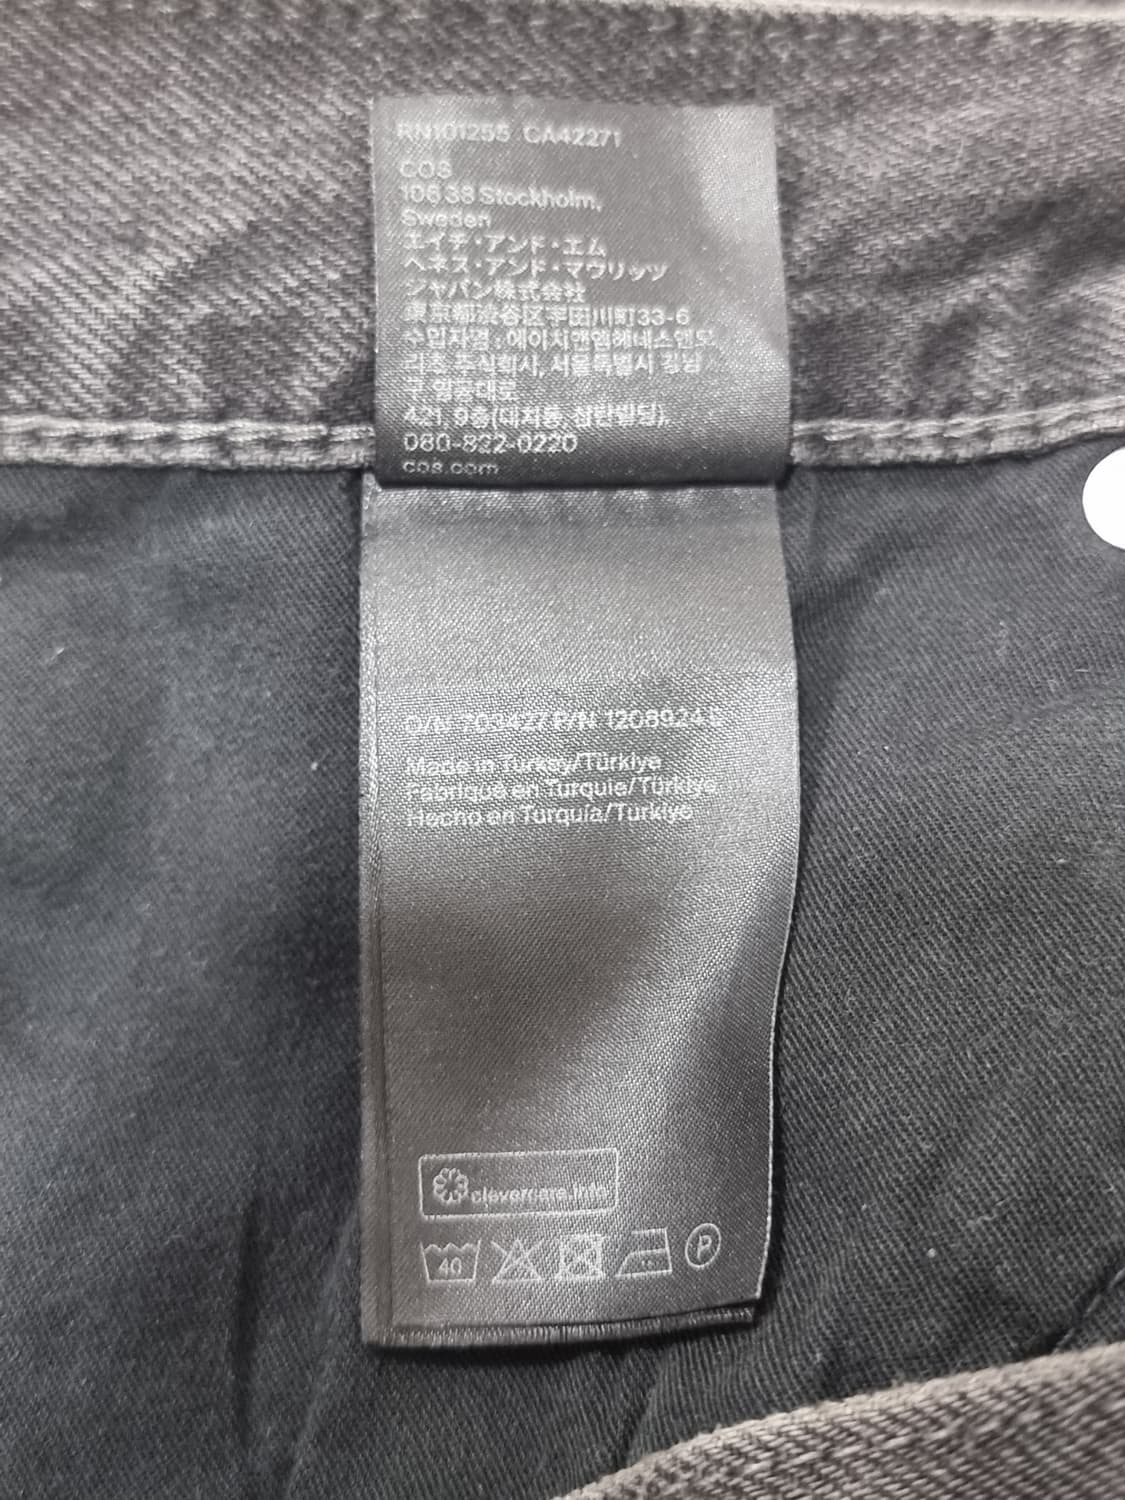 RN101255 CA42271
COS
106 38 Stockholm,
Sweden
エイチ・アンド・エム
ヘネス・アンド・マウリッツ
ジャパン株式会社
東京都渋谷区宇田川町33-6
수입자명 : 에이치앤엠헤네스앤모
리츠 주식회사, 서울특별시 강남
구 영동대로
421, 9층(대치동, 삼탄빌딩),
080-822-0220
cos.com
O/N 703427 P/N 1208924
Made in Turkey/Türkiye
Fabriqué en Turquie/Türkiye
Hecho en Turquía/Türkiye
clevercare.info
40
P